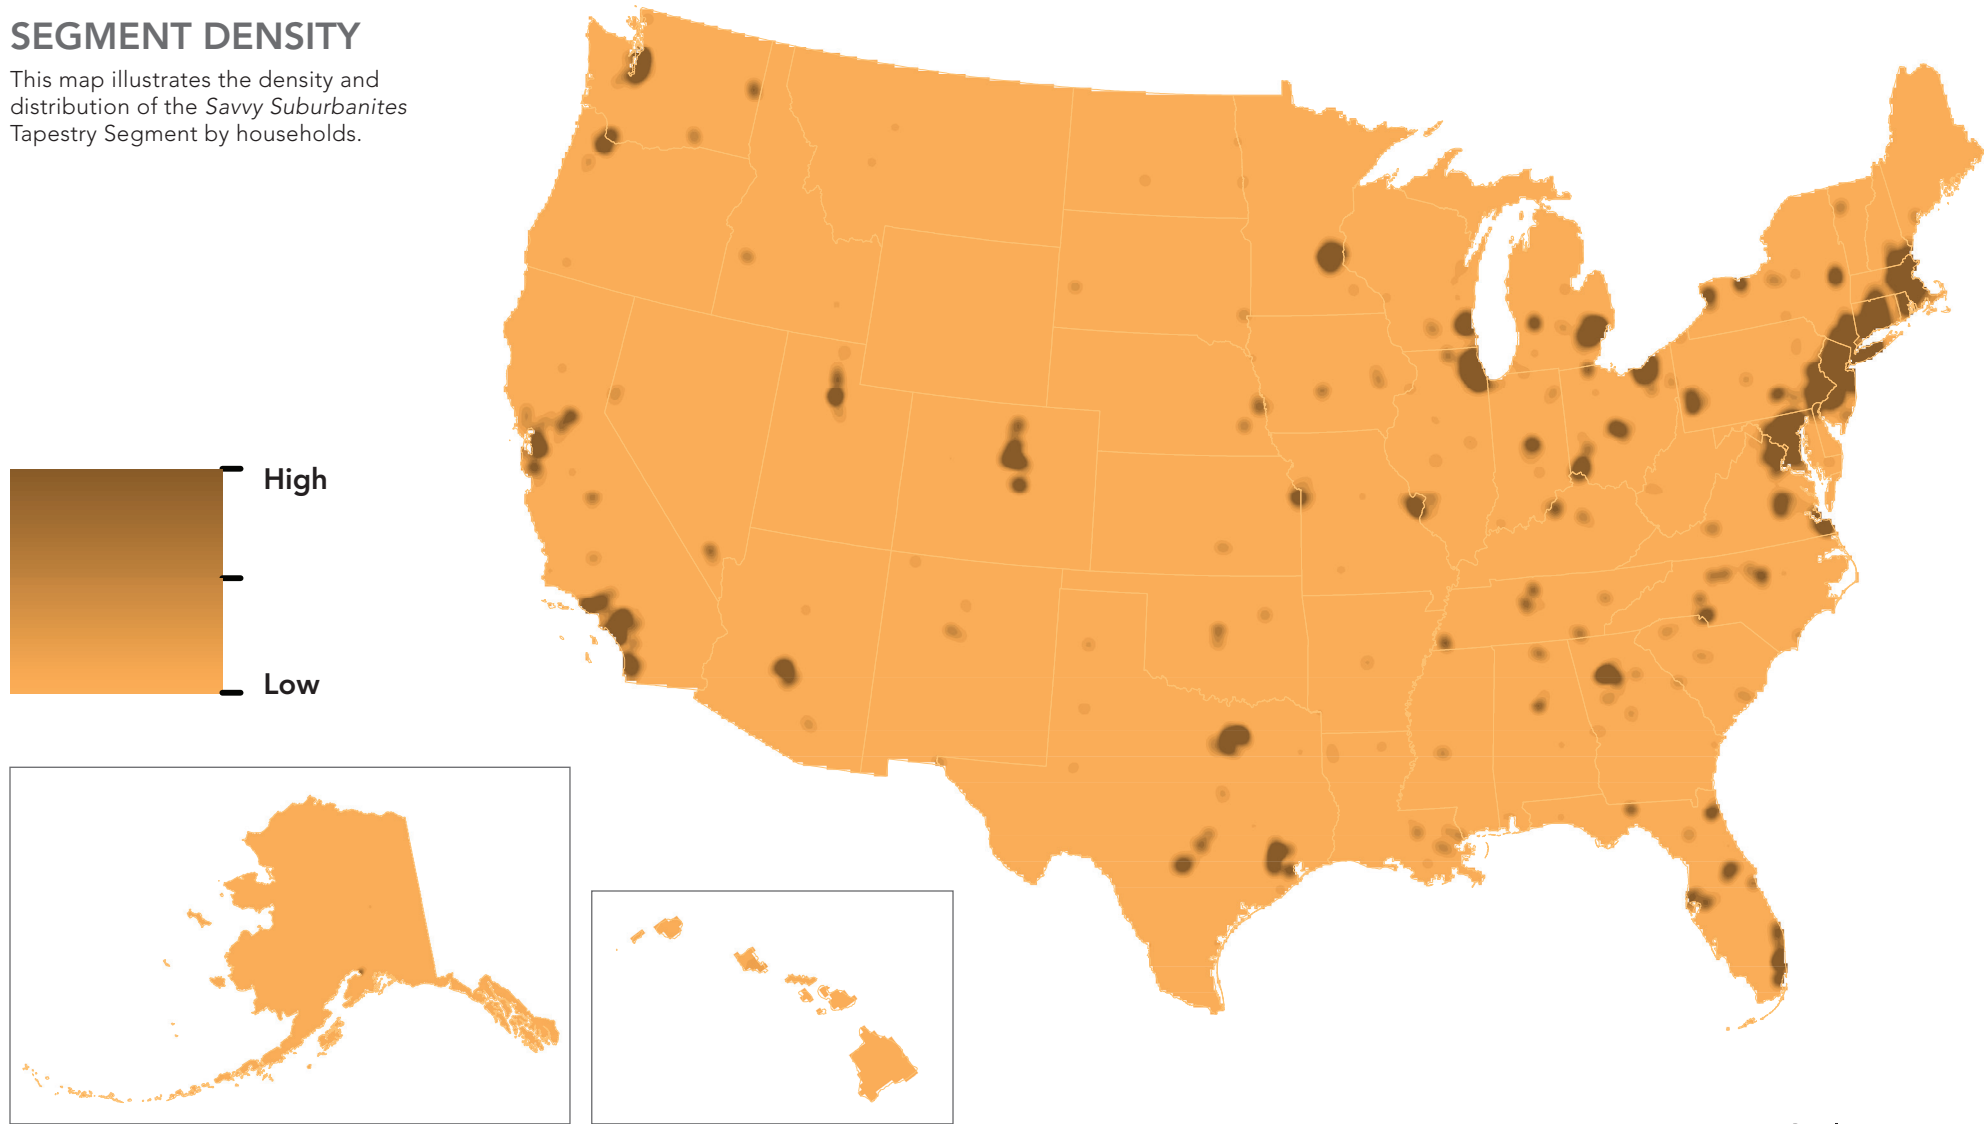 SEGMENT DENSITY
This map illustrates the density and
distribution of the Savvy Suburbanites
Tapestry Segment by households.
High
Low